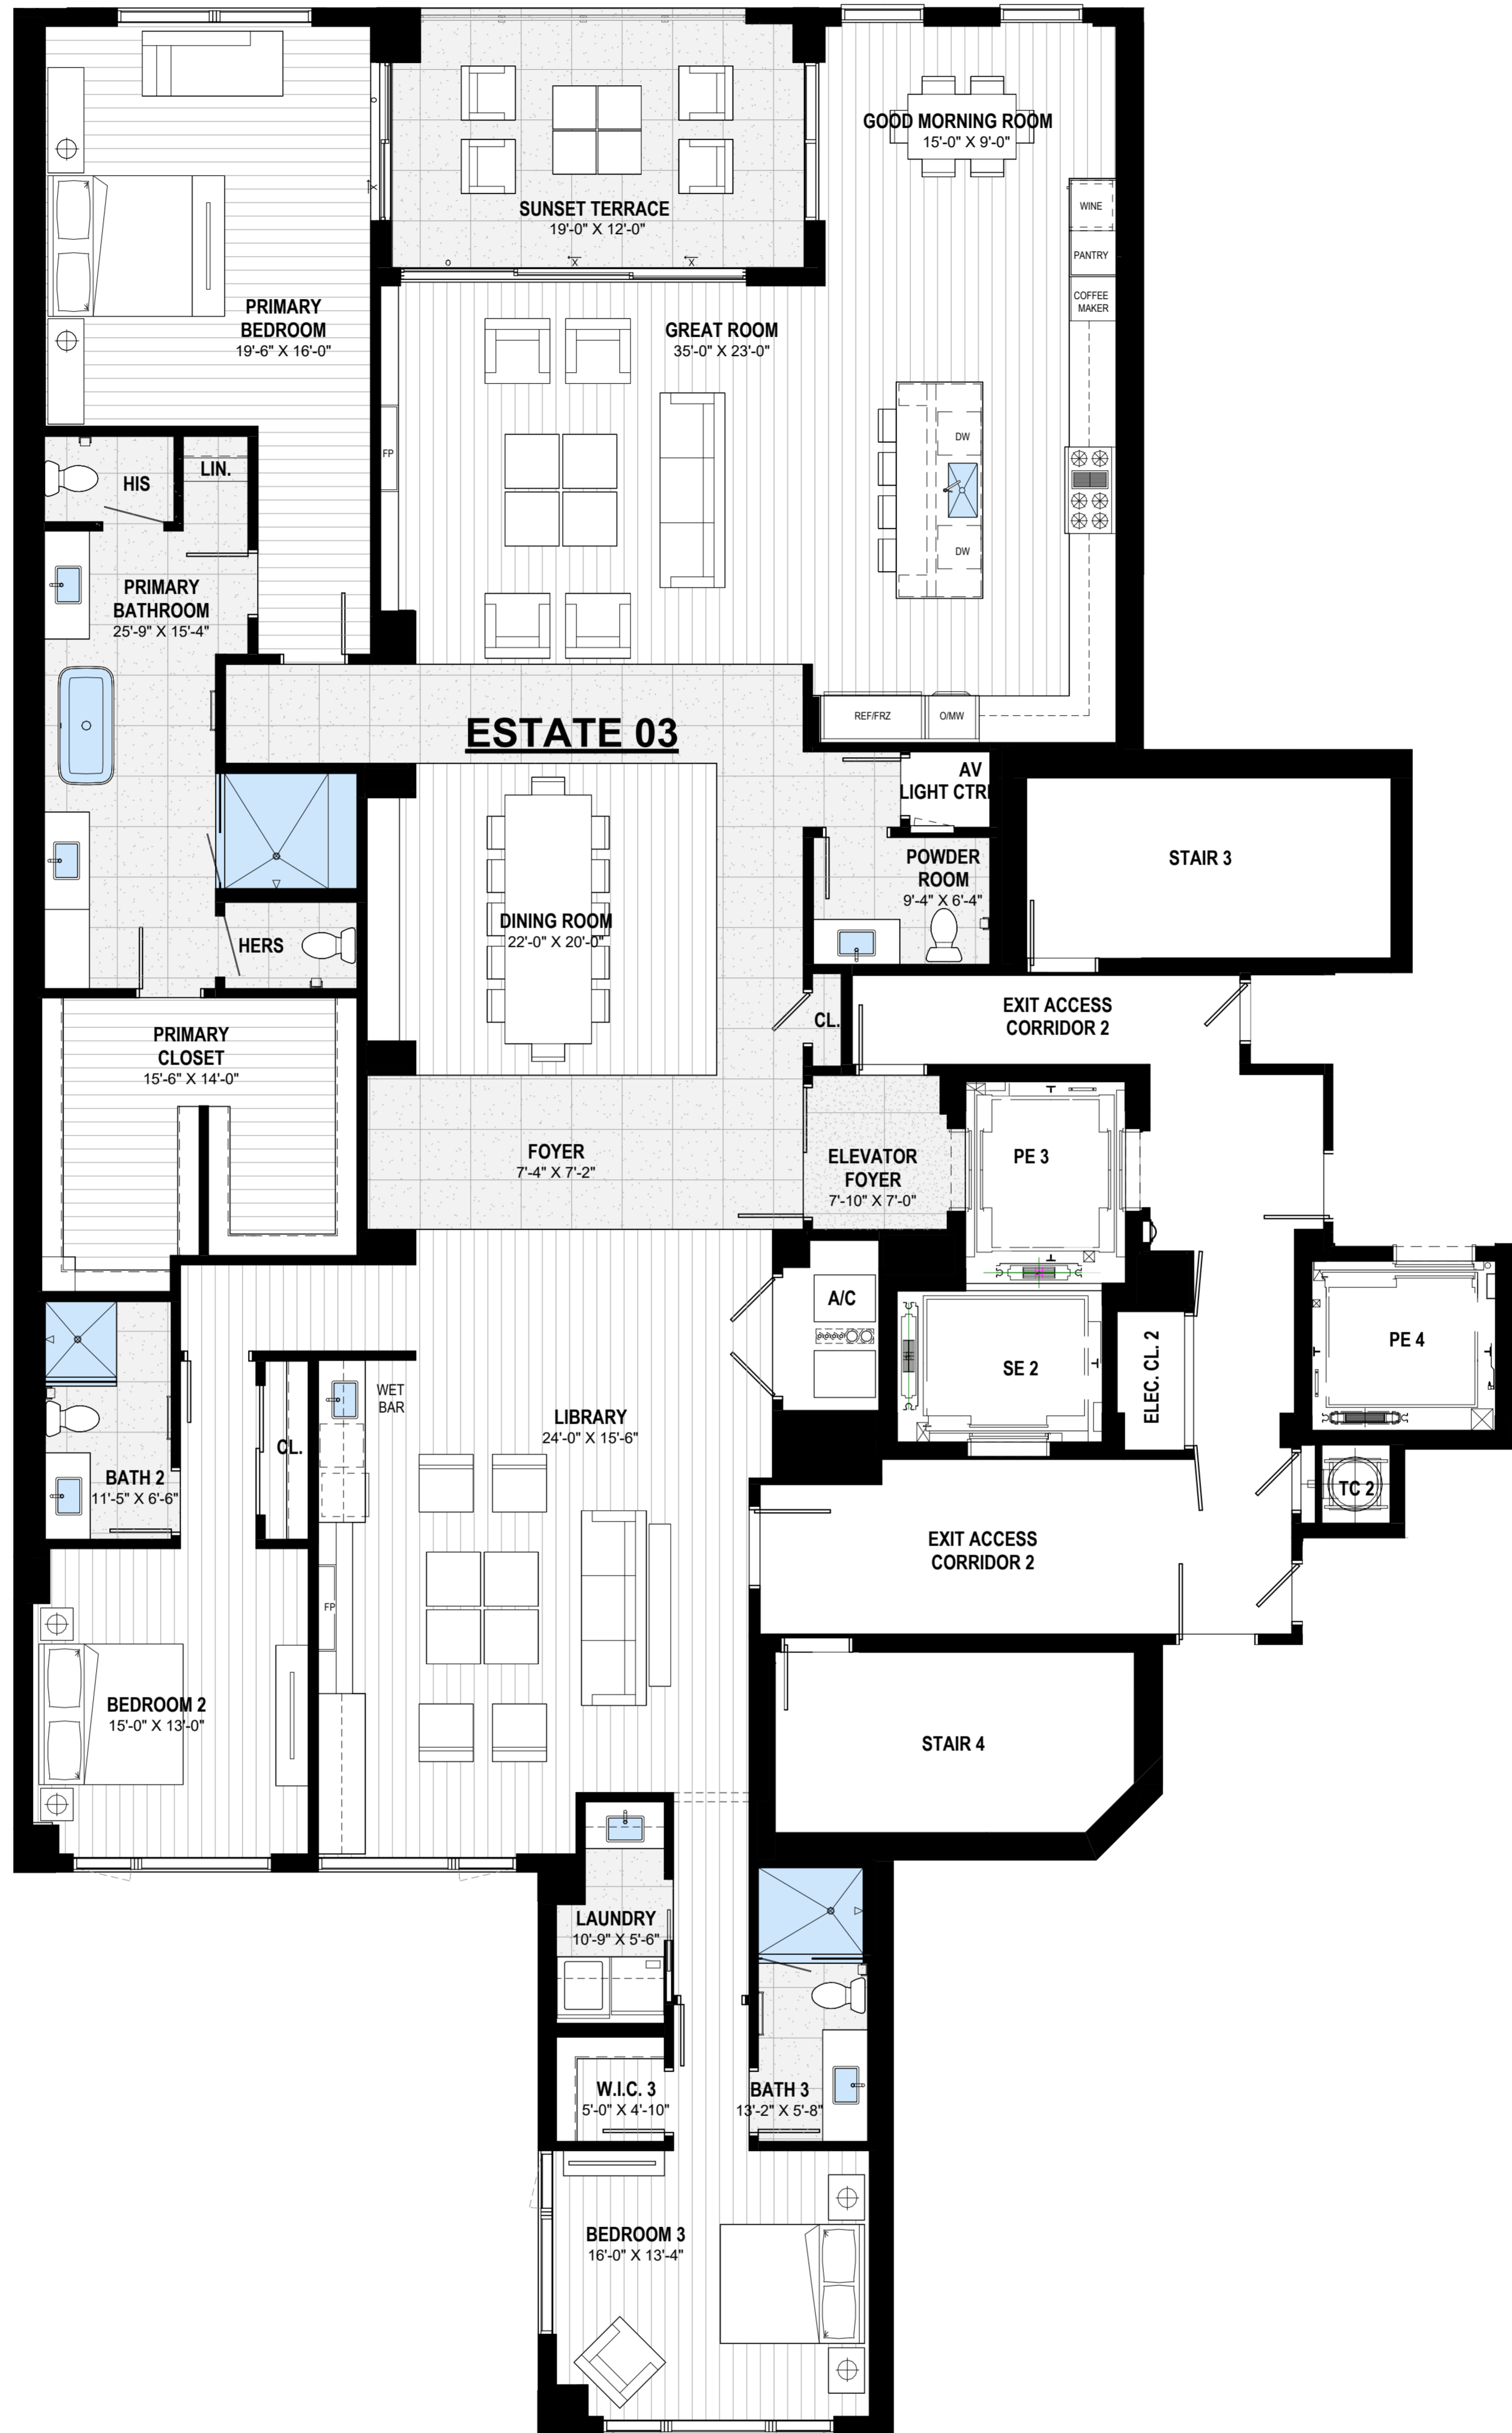 GOOD MORNING ROOM
15'-0" X 9'-0"
SUNSET TERRACE
19'-0" X 12'-0"
O
X
O
X
X
WINE
PANTRY
COFFEE
MAKER
PRIMARY
BEDROOM
19'-6" X 16'-0"
GREAT ROOM
35'-0" X 23'-0"
FP
DW
DW
HIS
LIN.
PRIMARY
BATHROOM
25'-9" X 15'-4"
ESTATE 03
REF/FRZ
O/MW
AV
LIGHT CTR
STAIR 3
POWDER
ROOM
9'-4" X 6'-4"
DINING ROOM
22'-0" X 20'-0"
HERS
CL.
EXIT ACCESS
CORRIDOR 2
PRIMARY
CLOSET
15'-6" X 14'-0"
FOYER
7'-4" X 7'-2"
ELEVATOR
FOYER
7'-10" X 7'-0"
PE 3
A/C
SE 2
ELEC. CL. 2
PE 4
WET
BAR
LIBRARY
24'-0" X 15'-6"
CL.
BATH 2
11'-5" X 6'-6"
TC 2
EXIT ACCESS
CORRIDOR 2
FP
BEDROOM 2
15'-0" X 13'-0"
STAIR 4
LAUNDRY
10'-9" X 5'-6"
W.I.C. 3
5'-0" X 4'-10"
BATH 3
13'-2" X 5'-8"
BEDROOM 3
16'-0" X 13'-4"